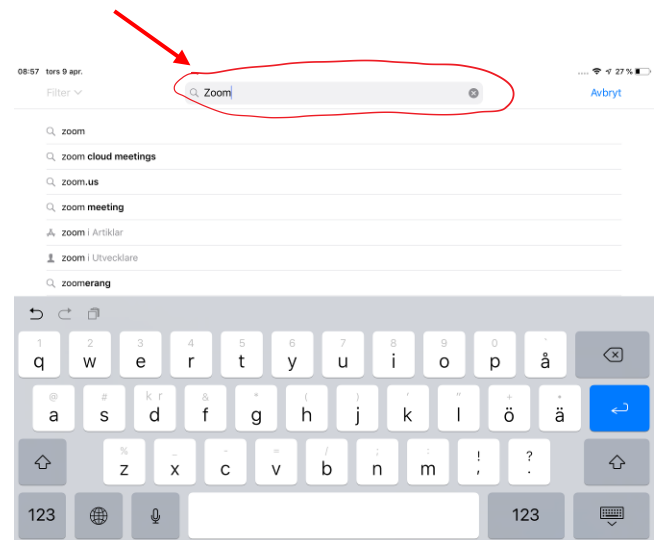 08:57 tors 9 apr. 27 %
Filter Zoom Avbryt
zoom
zoom cloud meetings
zoom.us
zoom meeting
zoom i Artiklar
zoom i Utvecklare
zoomerang
1 2 3 4 5 6 7 8 9 0 `
q w e r t y u i o p å
@ # k r & * ( ) ' " + •
a s d f g h j k l ö ä
% _ - = / ; : ! ?
z x c v b n m , .
123 123